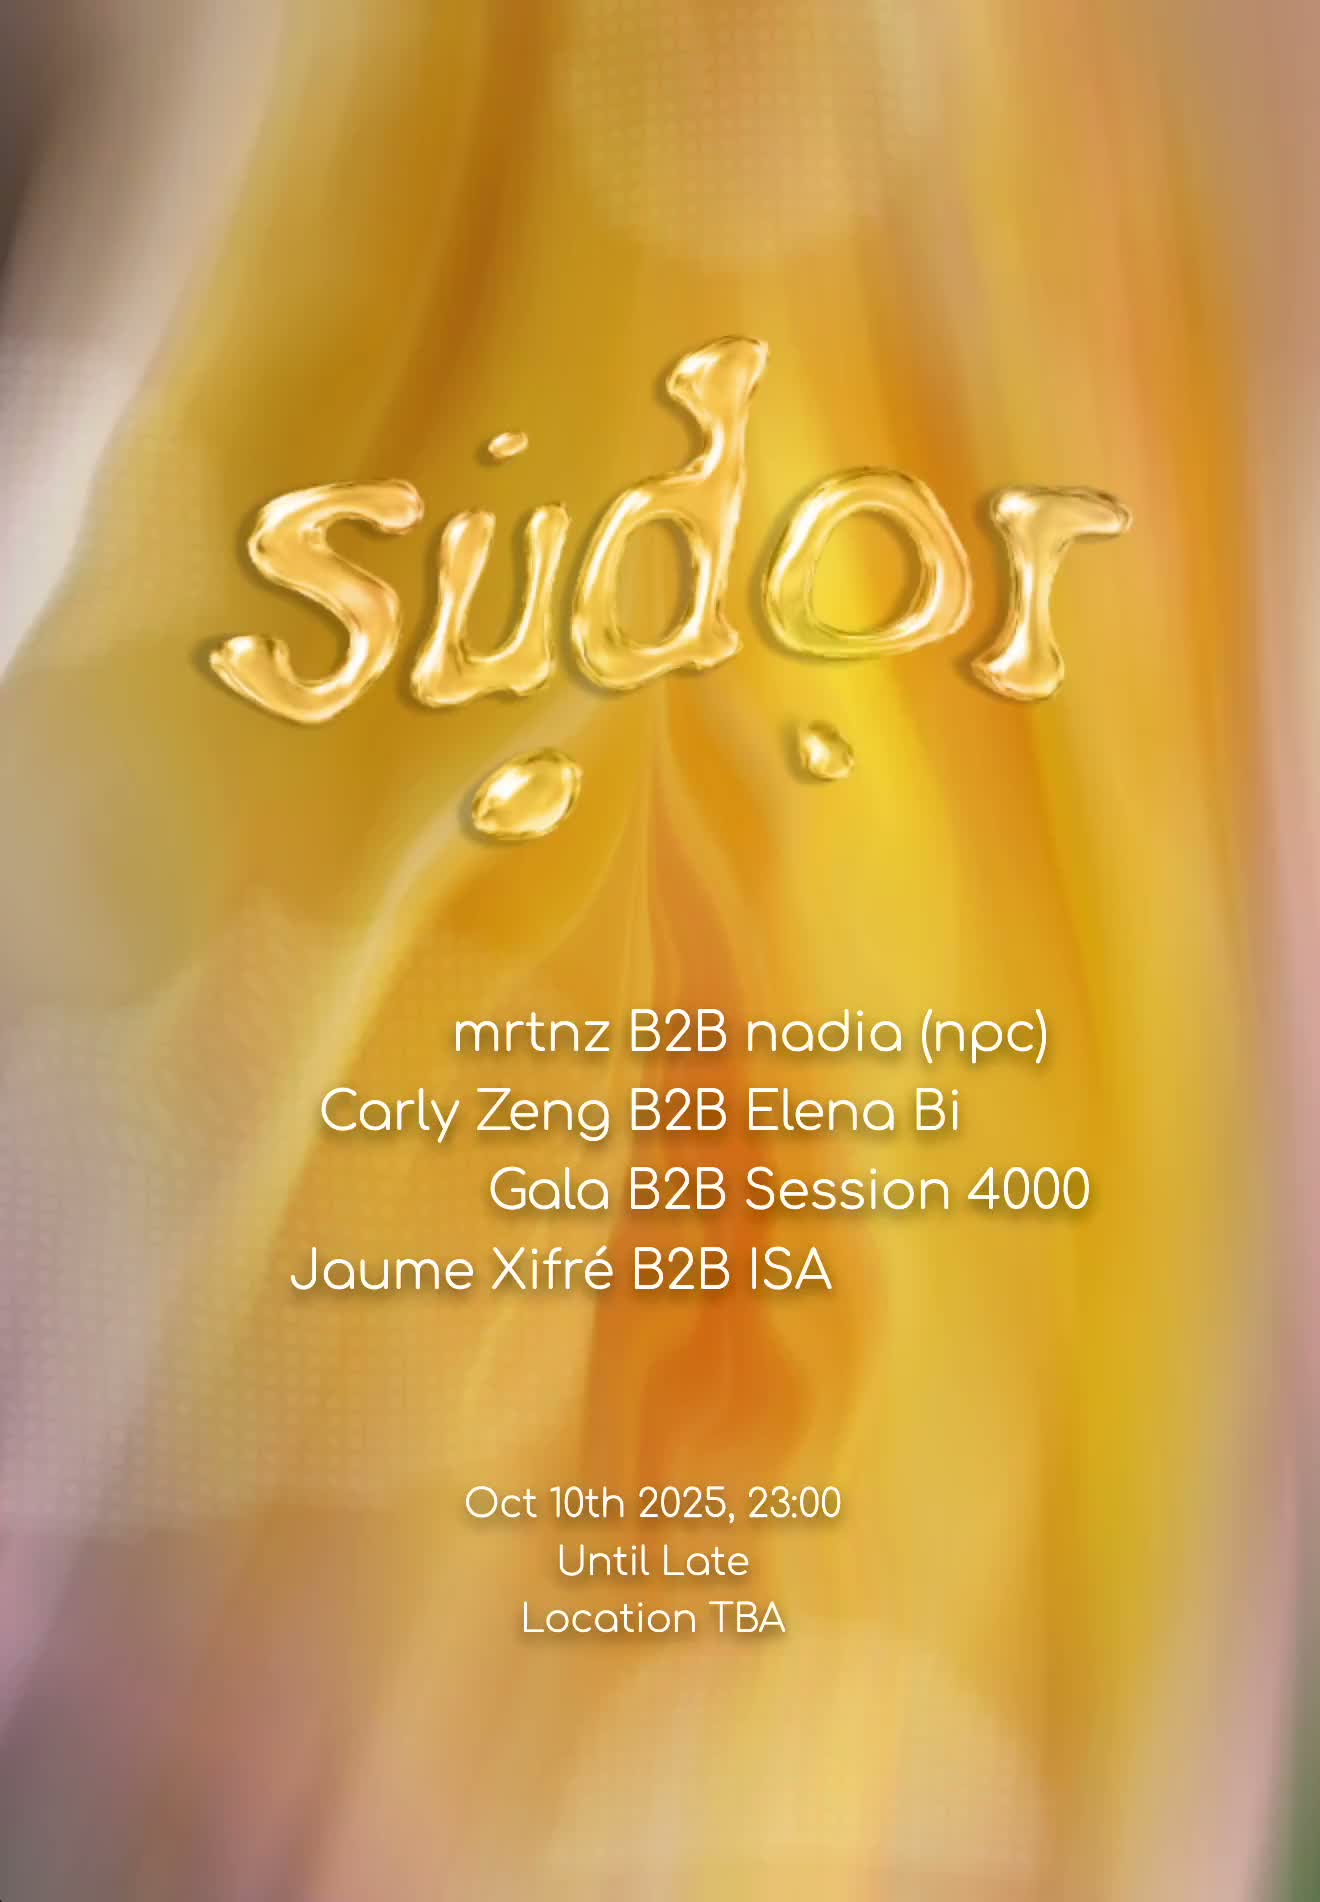 sudor
mrtnz B2B nadia (npc)
Carly Zeng B2B Elena Bi
Gala B2B Session 4000
Jaume Xifré B2B ISA
Oct 10th 2025, 23:00
Until Late
Location TBA